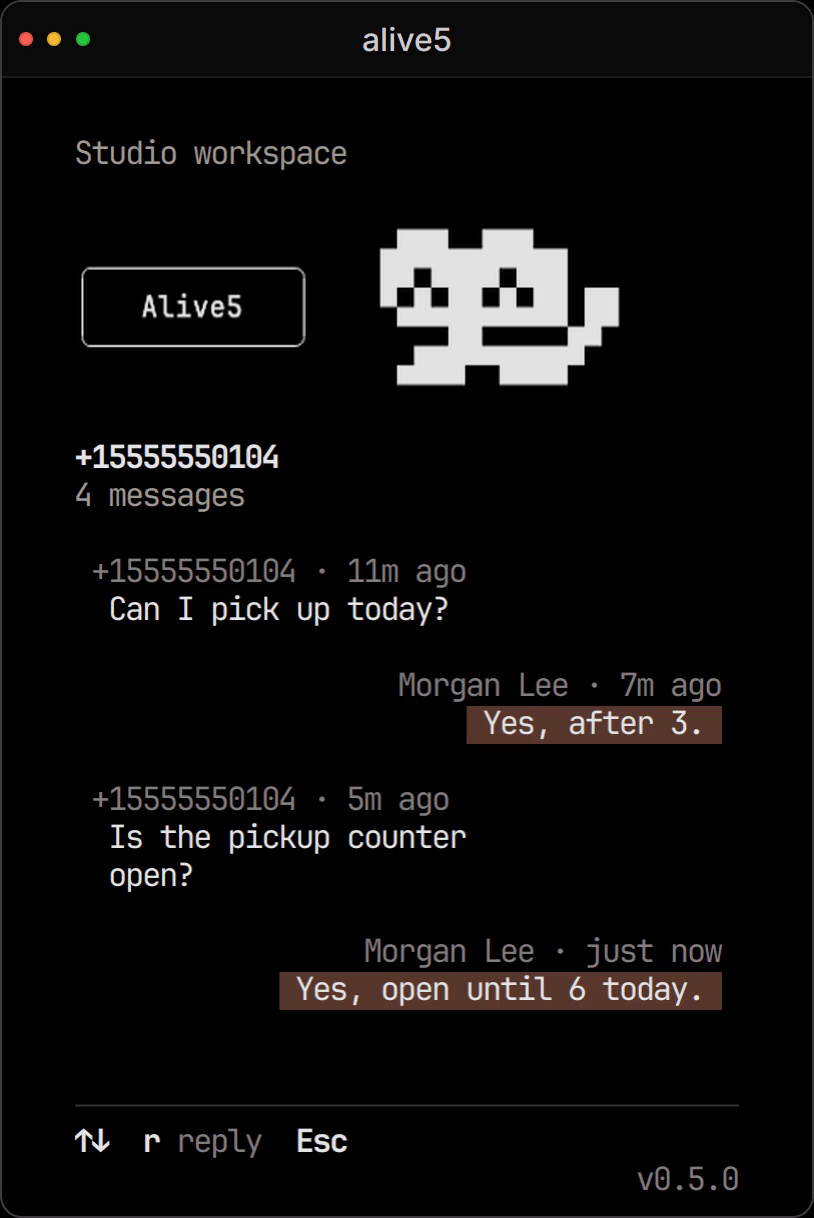 alive5
Studio workspace
Alive5
+15555550104
4 messages
+15555550104 · 11m ago
Can I pick up today?
Morgan Lee · 7m ago
Yes, after 3.
+15555550104 · 5m ago
Is the pickup counter
open?
Morgan Lee · just now
Yes, open until 6 today.
↑↓ r reply Esc
v0.5.0